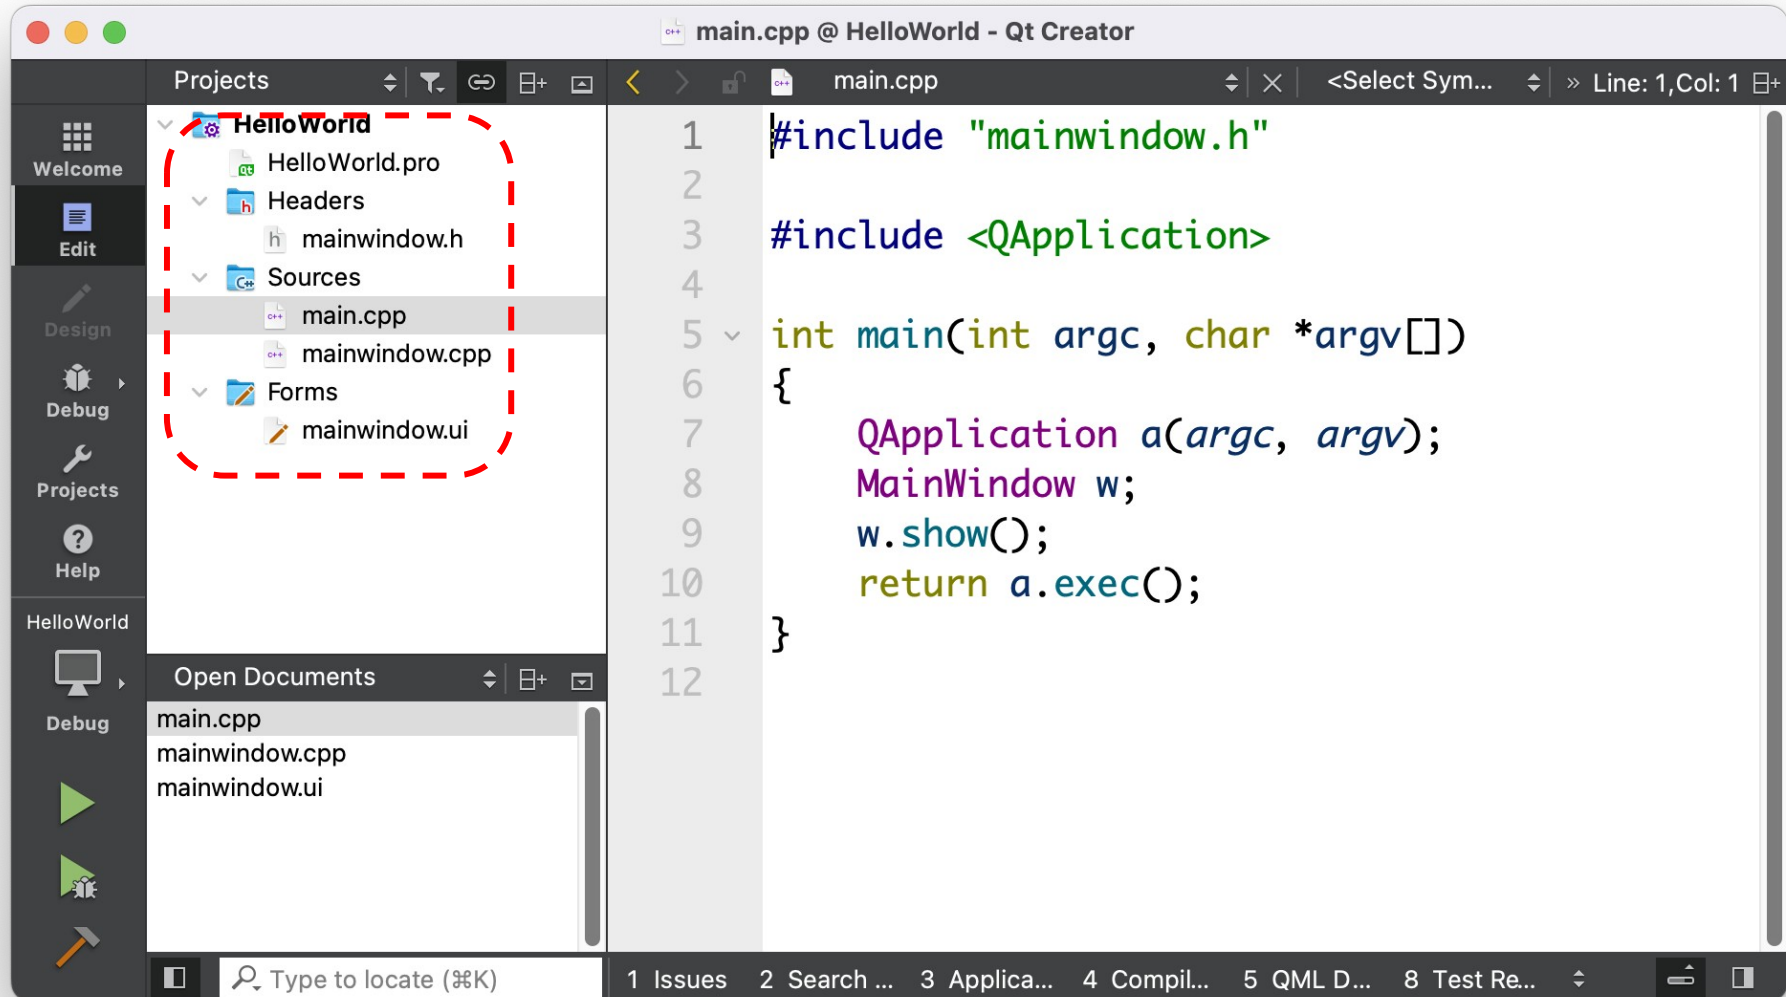 main.cpp @ HelloWorld - Qt Creator
Projects
main.cpp
<Select Sym...
» Line: 1,Col: 1
Welcome
Edit
Design
Debug
Projects
Help
HelloWorld
Debug
HelloWorld
HelloWorld.pro
Headers
mainwindow.h
Sources
main.cpp
mainwindow.cpp
Forms
mainwindow.ui
Open Documents
main.cpp
mainwindow.cpp
mainwindow.ui
1 #include "mainwindow.h"
2
3 #include <QApplication>
4
5 int main(int argc, char *argv[])
6 {
7 QApplication a(argc, argv);
8 MainWindow w;
9 w.show();
10 return a.exec();
11 }
12
Type to locate (⌘K)
1 Issues 2 Search ... 3 Applica... 4 Compil... 5 QML D... 8 Test Re...